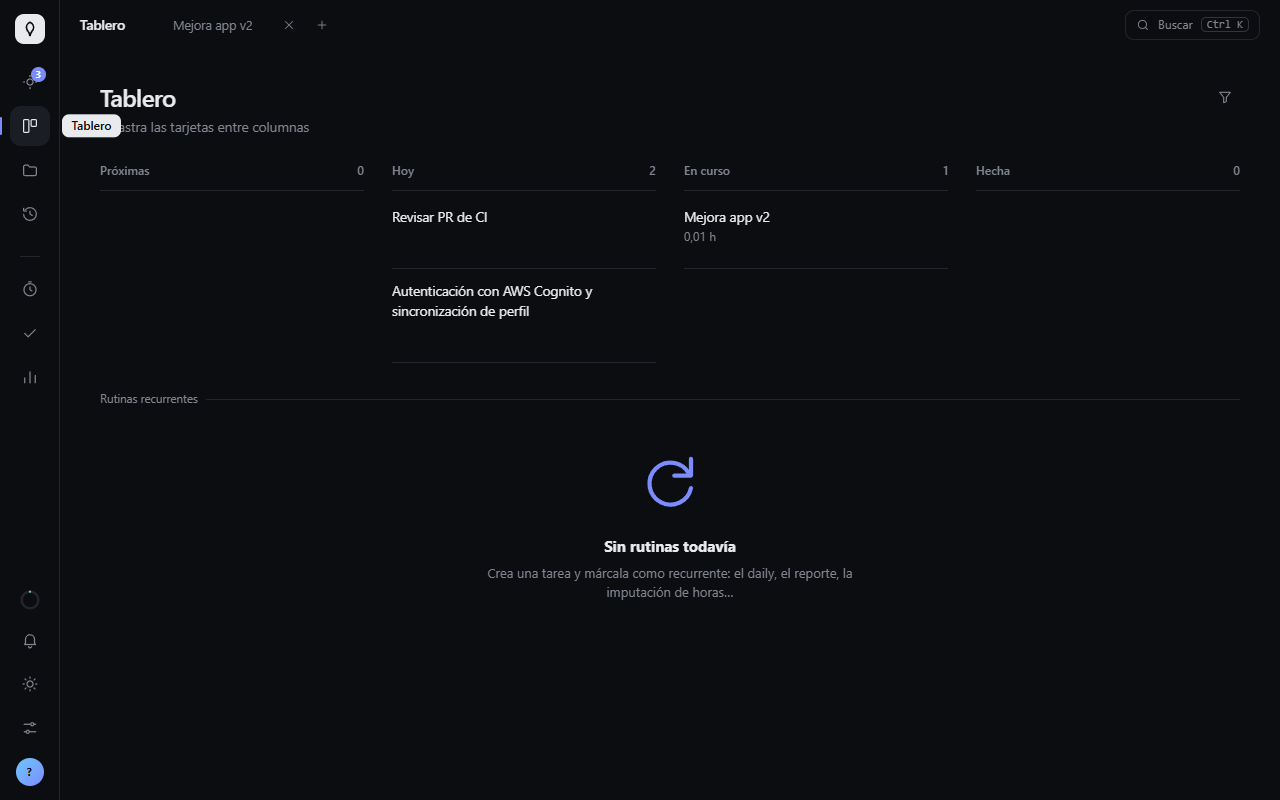 Tablero
Mejora app v2
Buscar Ctrl K
3
Tablero
Tablero
astra las tarjetas entre columnas
Próximas 0
Hoy 2
En curso 1
Hecha 0
Revisar PR de CI
Autenticación con AWS Cognito y
sincronización de perfil
Mejora app v2
0,01 h
Rutinas recurrentes
Sin rutinas todavía
Crea una tarea y márcala como recurrente: el daily, el reporte, la
imputación de horas...
?